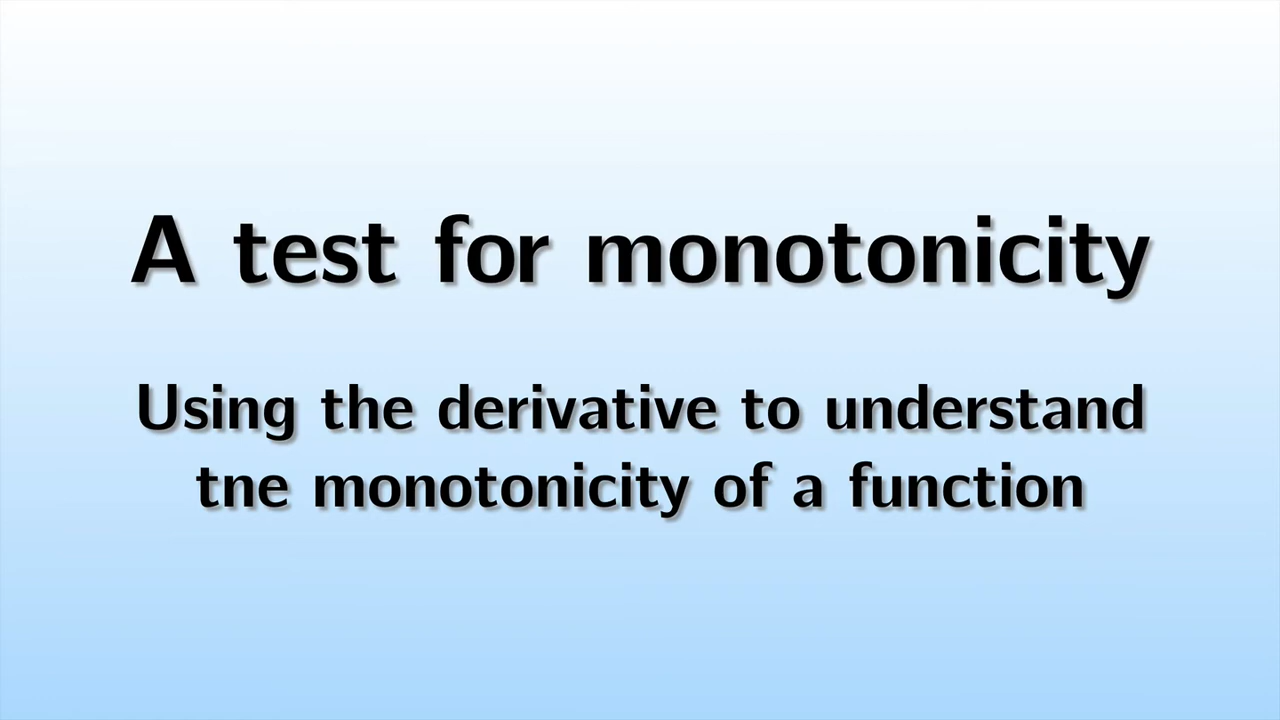 A test for monotonicity
Using the derivative to understand
tne monotonicity of a function